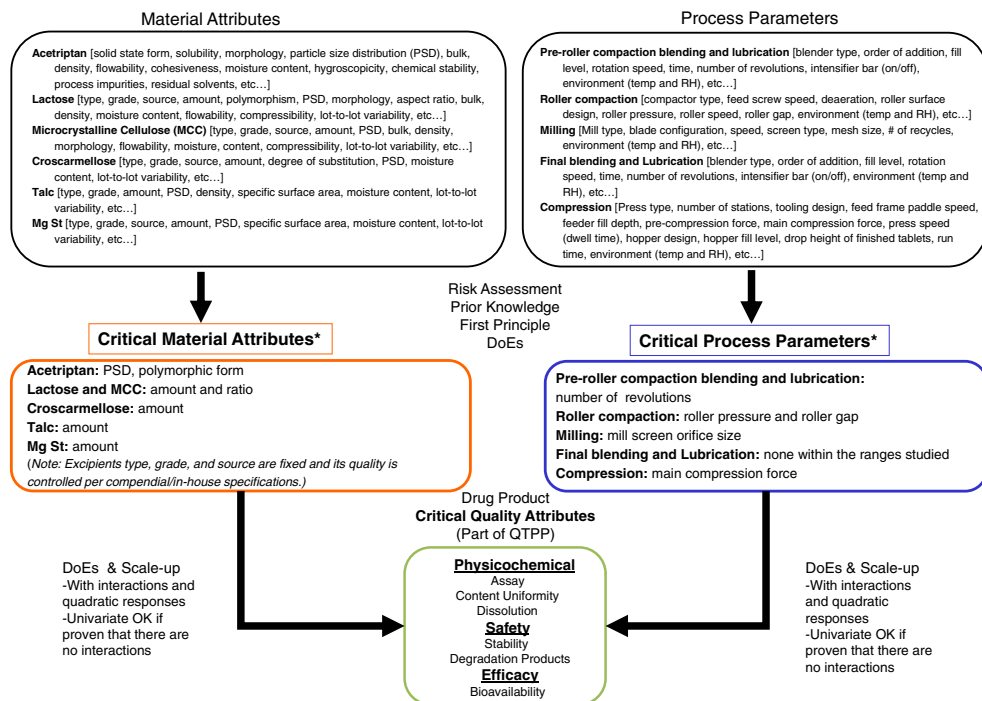 Material Attributes
Acetriptan [solid state form, solubility, morphology, particle size distribution (PSD), bulk,
density, flowability, cohesiveness, moisture content, hygroscopicity, chemical stability,
process impurities, residual solvents, etc…]
Lactose [type, grade, source, amount, polymorphism, PSD, morphology, aspect ratio, bulk,
density, moisture content, flowability, compressibility, lot-to-lot variability, etc…]
Microcrystalline Cellulose (MCC) [type, grade, source, amount, PSD, bulk, density,
morphology, flowability, moisture, content, compressibility, lot-to-lot variability, etc…]
Croscarmellose [type, grade, source, amount, degree of substitution, PSD, moisture
content, lot-to-lot variability, etc…]
Talc [type, grade, amount, PSD, density, specific surface area, moisture content, lot-to-lot
variability, etc…]
Mg St [type, grade, source, amount, PSD, specific surface area, moisture content, lot-to-lot
variability, etc…]
Process Parameters
Pre-roller compaction blending and lubrication [blender type, order of addition, fill
level, rotation speed, time, number of revolutions, intensifier bar (on/off),
environment (temp and RH), etc…]
Roller compaction [compactor type, feed screw speed, deaeration, roller surface
design, roller pressure, roller speed, roller gap, environment (temp and RH), etc…]
Milling [Mill type, blade configuration, speed, screen type, mesh size, # of recycles,
environment (temp and RH), etc…]
Final blending and Lubrication [blender type, order of addition, fill level, rotation
speed, time, number of revolutions, intensifier bar (on/off), environment (temp and
RH), etc…]
Compression [Press type, number of stations, tooling design, feed frame paddle speed,
feeder fill depth, pre-compression force, main compression force, press speed
(dwell time), hopper design, hopper fill level, drop height of finished tablets, run
time, environment (temp and RH), etc…]
Risk Assessment
Prior Knowledge
First Principle
DoEs
Critical Material Attributes*
Acetriptan: PSD, polymorphic form
Lactose and MCC: amount and ratio
Croscarmellose: amount
Talc: amount
Mg St: amount
(Note: Excipients type, grade, and source are fixed and its quality is
controlled per compendial/in-house specifications.)
Critical Process Parameters*
Pre-roller compaction blending and lubrication:
number of revolutions
Roller compaction: roller pressure and roller gap
Milling: mill screen orifice size
Final blending and Lubrication: none within the ranges studied
Compression: main compression force
Drug Product
Critical Quality Attributes
(Part of QTPP)
Physicochemical
Assay
Content Uniformity
Dissolution
Safety
Stability
Degradation Products
Efficacy
Bioavailability
DoEs & Scale-up
-With interactions and
quadratic responses
-Univariate OK if
proven that there are
no interactions
DoEs & Scale-up
-With interactions
and quadratic
responses
-Univariate OK if
proven that there are
no interactions